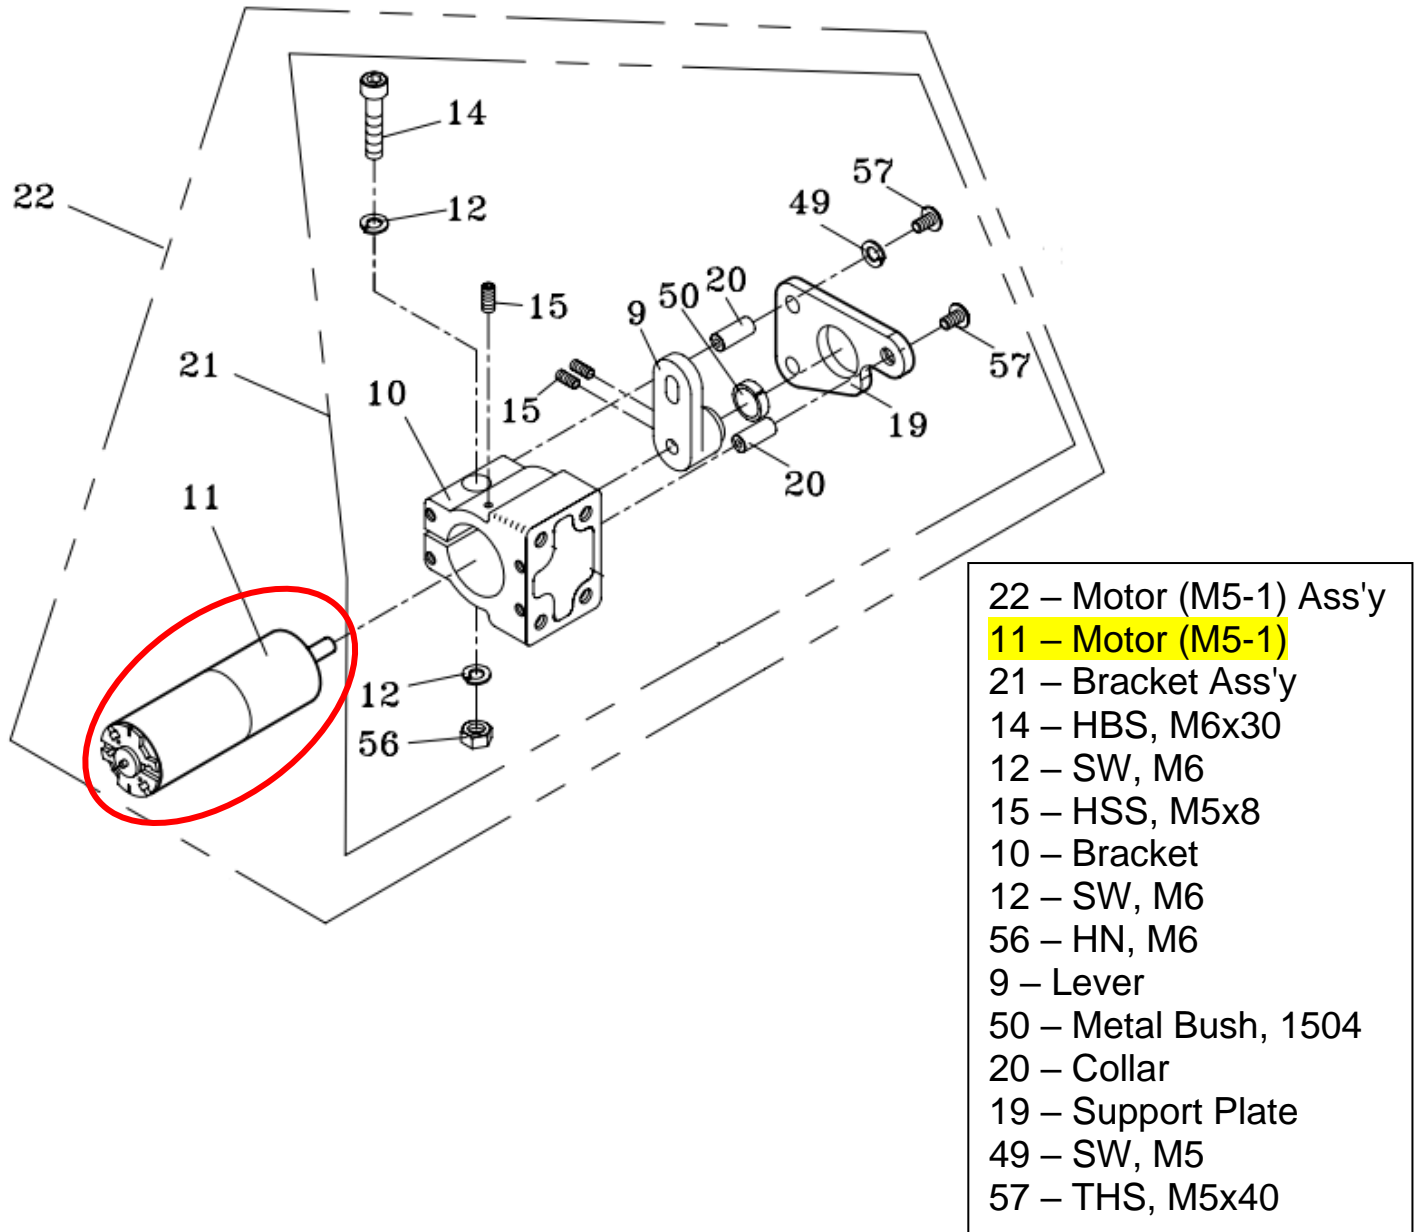 14
22
12
57
49
20
50
15
9
57
21
10
15
19
20
11
12
56
22 – Motor (M5-1) Ass'y
11 – Motor (M5-1)
21 – Bracket Ass'y
14 – HBS, M6x30
12 – SW, M6
15 – HSS, M5x8
10 – Bracket
12 – SW, M6
56 – HN, M6
9 – Lever
50 – Metal Bush, 1504
20 – Collar
19 – Support Plate
49 – SW, M5
57 – THS, M5x40